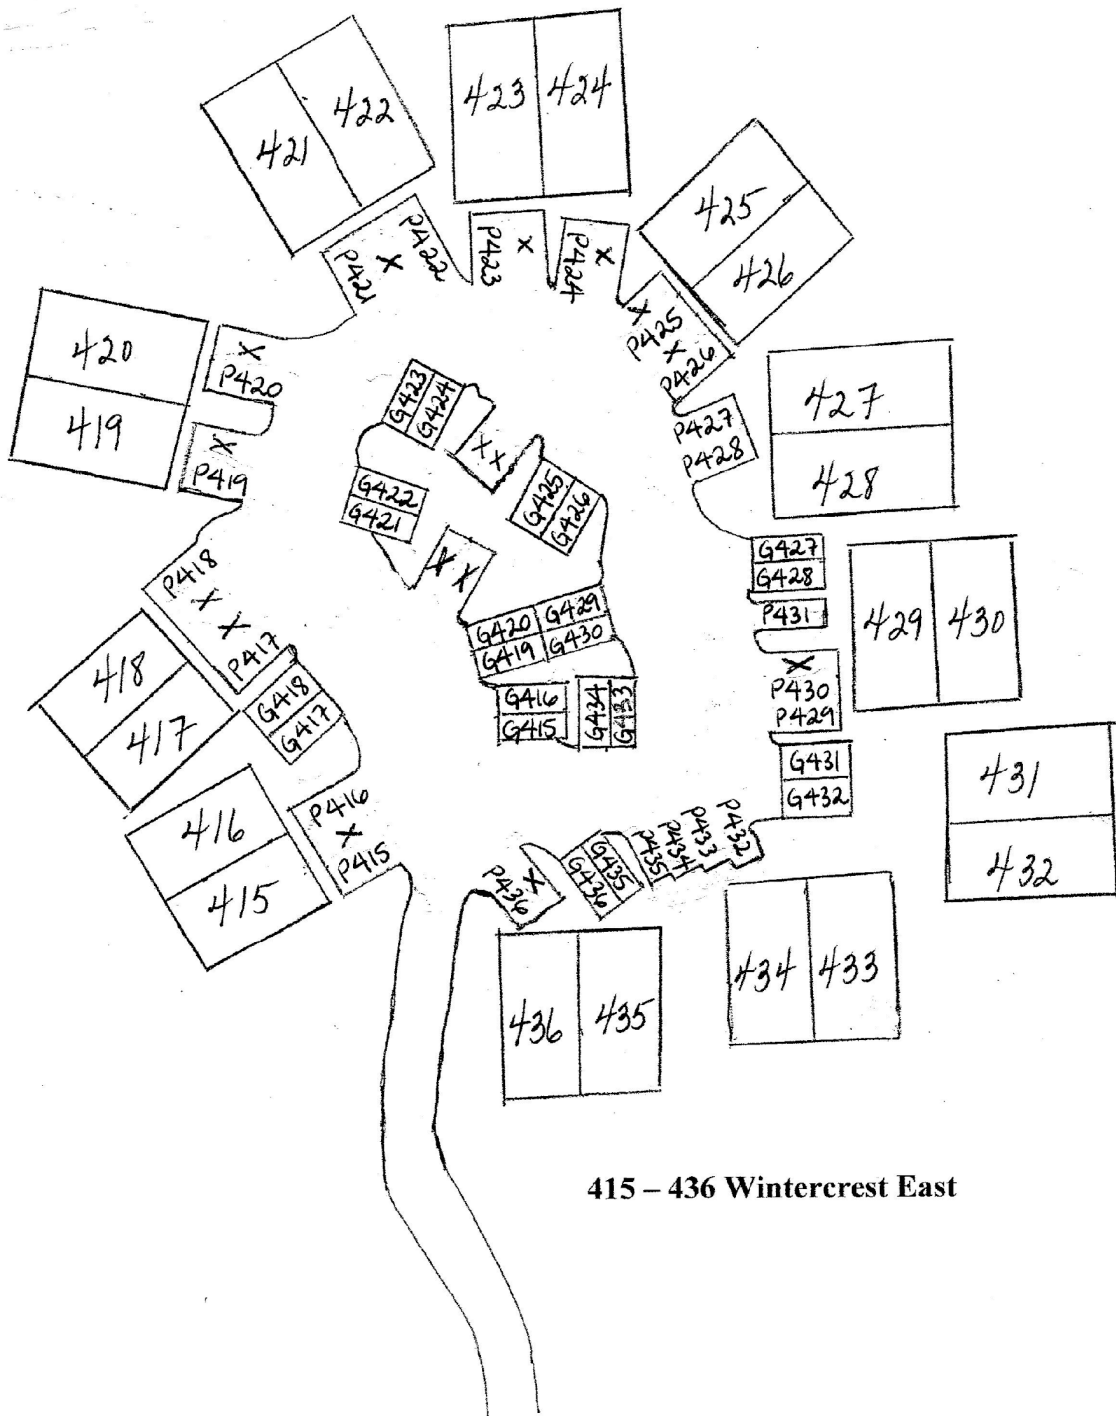 423 424
422
421
425
426
P422
X
P421
P423 X
P424 X
X
P425
X
P426
420
419
X
P420
X
P419
427
428
P427
P428
G423
G424
X X
G422
G421
G425
G426
X X
P418
X X
P417
418
417
G418
G417
G427
G428
P431
429 430
X
P430
P429
G420 G429
G419 G430
G416
G415
G434
G433
G431
G432
431
432
416
415
P416
X
P415
P436 X
G435
G436
P435
P434
P433
P432
434 433
436 435
415 – 436 Wintercrest East